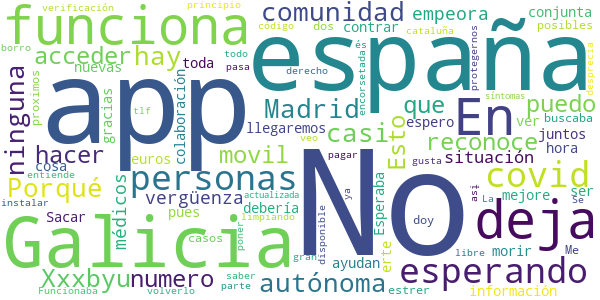 funciona
comunidad
empeora
conjunta
verificación
principio
código
dos
contrar
cataluña
posibles
borro
nuevas
todo
acceder
hay
toda
app
españa
és
encorsetada
protegernos
desprecia
ninguna
proximos
gracias
tlf
pasa
derecho
colaboración
Madrid
que
En
puedo
llegaremos
espero
ver
buscaba
hacer
movil
casi
Esto
reconoce
juntos
hora
cosa
entiende
euros
veo
síntomas
Porqué
personas
No
situación
covid
instalar
médicos
vergüenza
pagar
gusta
mejore
ser
actualizada
debería
Esperaba
ya
asi
La
Se
deja
Galicia
Sacar
pues
limpiando
disponible
doy
libre
morir
Me
casos
poner
erte
esperando
Xxxbyu
numero
autónoma
ayudan
estrer
información
Funcionaba
saber
parte
volverlo
gran